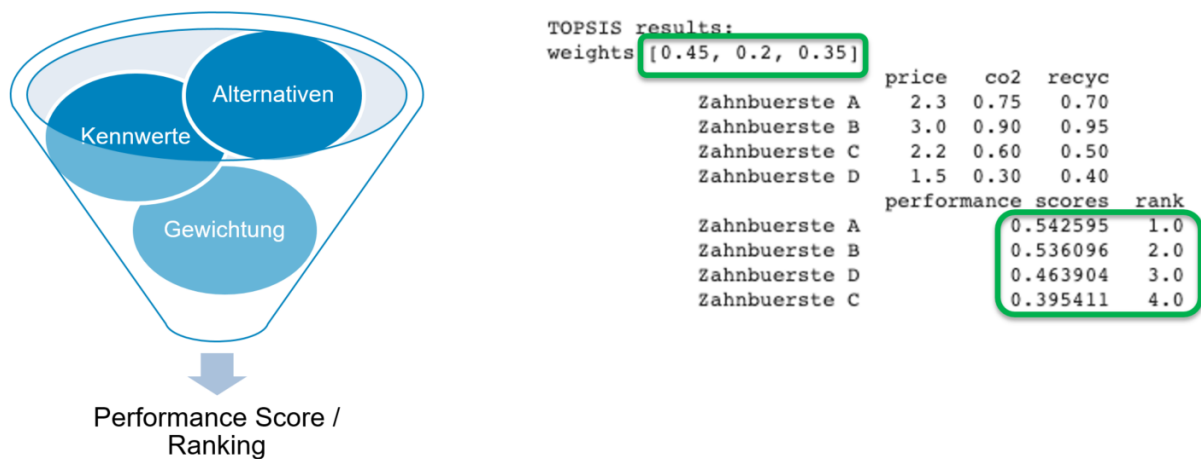 Alternativen
Kennwerte
Gewichtung
Performance Score /
Ranking
TOPSIS results:
weights [0.45, 0.2, 0.35]
price co2 recyc
Zahnbuerste A 2.3 0.75 0.70
Zahnbuerste B 3.0 0.90 0.95
Zahnbuerste C 2.2 0.60 0.50
Zahnbuerste D 1.5 0.30 0.40
performance scores rank
Zahnbuerste A 0.542595 1.0
Zahnbuerste B 0.536096 2.0
Zahnbuerste D 0.463904 3.0
Zahnbuerste C 0.395411 4.0